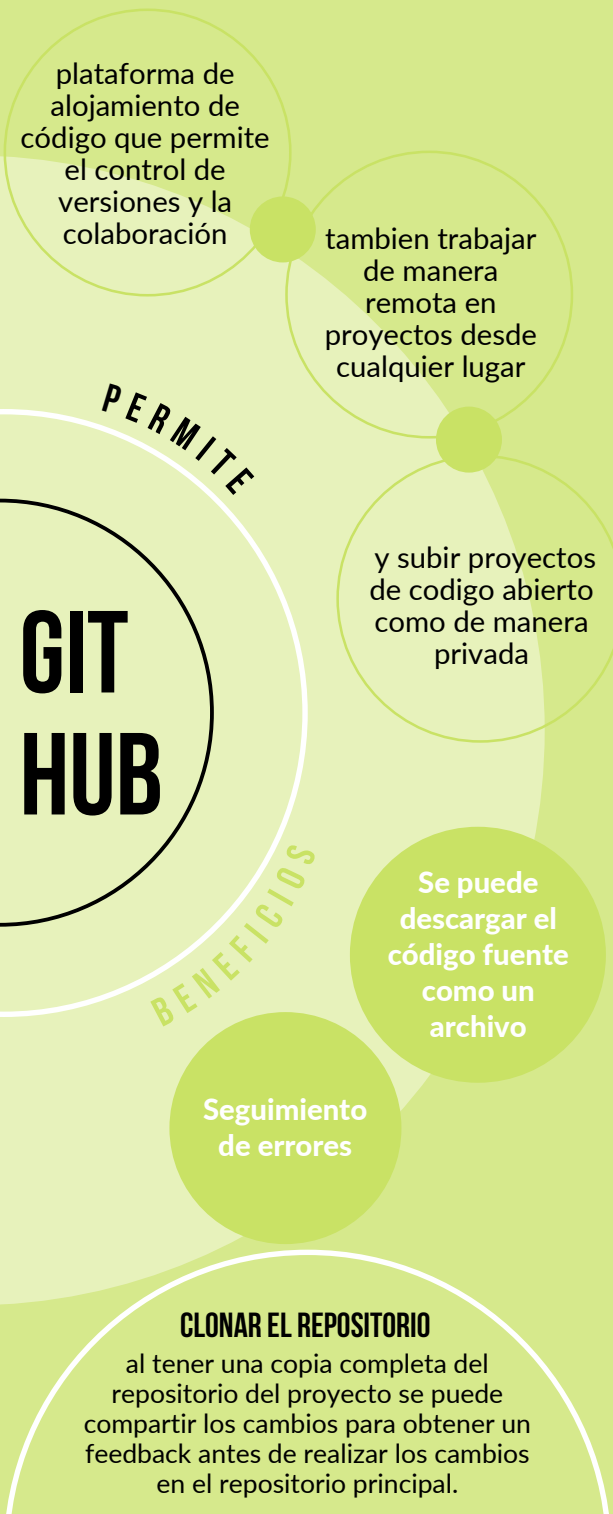 plataforma de
alojamiento de
código que permite
el control de
versiones y la
colaboración
tambien trabajar
de manera
remota en
proyectos desde
cualquier lugar
PERMITE
y subir proyectos
de codigo abierto
como de manera
privada
GIT
HUB
BENEFICIOS
Se puede
descargar el
código fuente
como un
archivo
Seguimiento
de errores
CLONAR EL REPOSITORIO
al tener una copia completa del
repositorio del proyecto se puede
compartir los cambios para obtener un
feedback antes de realizar los cambios
en el repositorio principal.